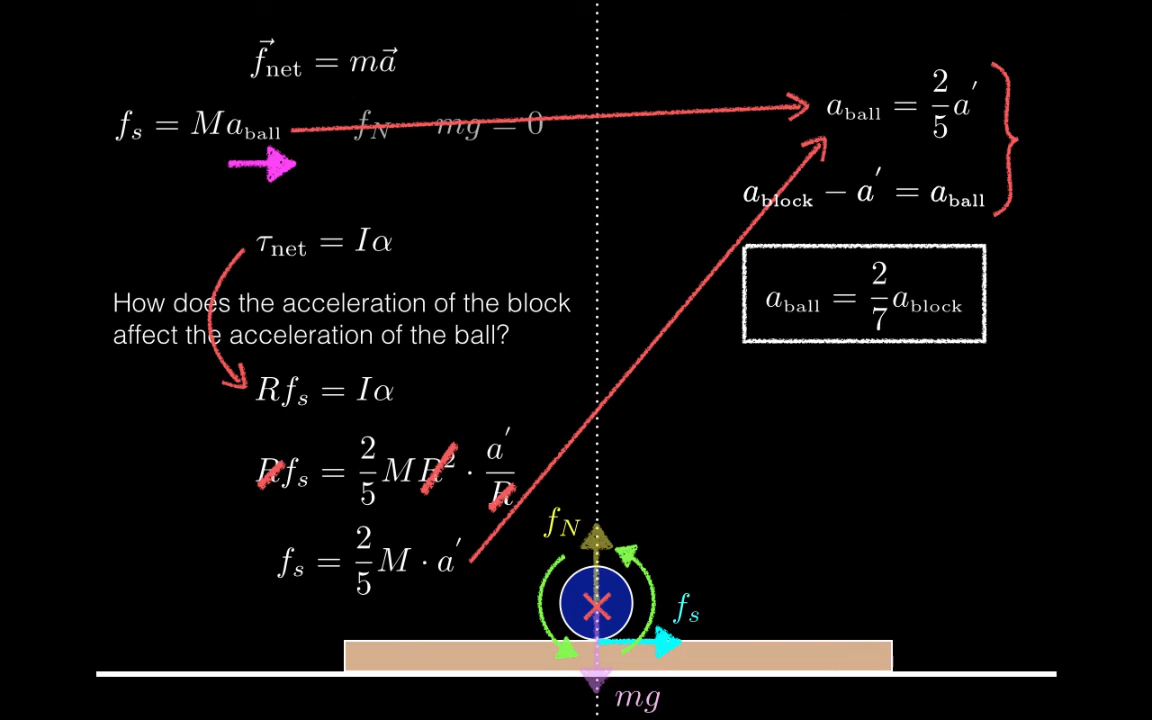 f⃗_net = ma⃗
f_s = Ma_ball
f_N - mg = 0
τ_net = Iα
How does the acceleration of the block
affect the acceleration of the ball?
Rf_s = Iα
Rf_s = 2/5 MR² · a'/R
f_s = 2/5 M · a'
a_ball = 2/5 a'
a_block − a' = a_ball
a_ball = 2/7 a_block
f_N
f_s
mg